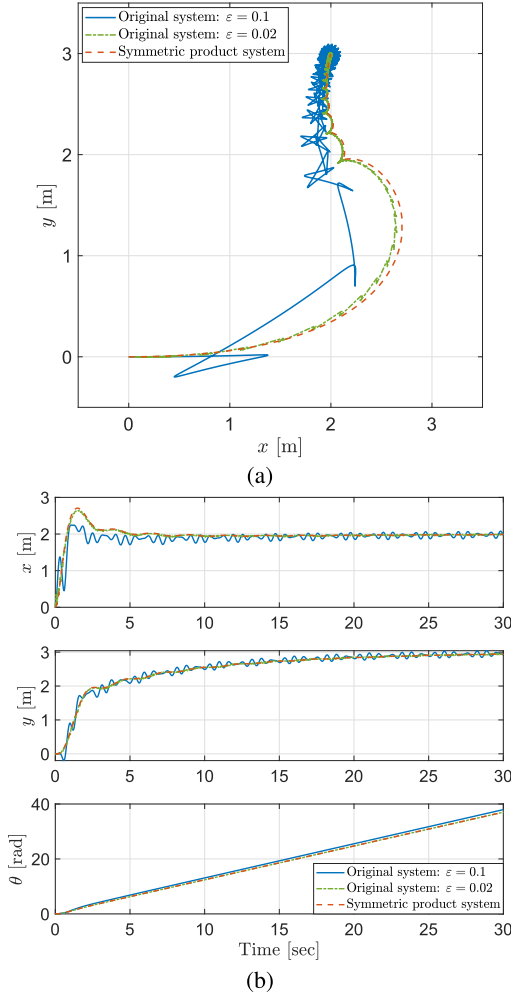 Original system: ε = 0.1
Original system: ε = 0.02
Symmetric product system
3
2
1
0
y [m]
0 1 2 3
x [m]
(a)
3
2
1
0
x [m]
0 5 10 15 20 25 30
3
2
1
0
y [m]
0 5 10 15 20 25 30
40
20
0
θ [rad]
Original system: ε = 0.1
Original system: ε = 0.02
Symmetric product system
0 5 10 15 20 25 30
Time [sec]
(b)